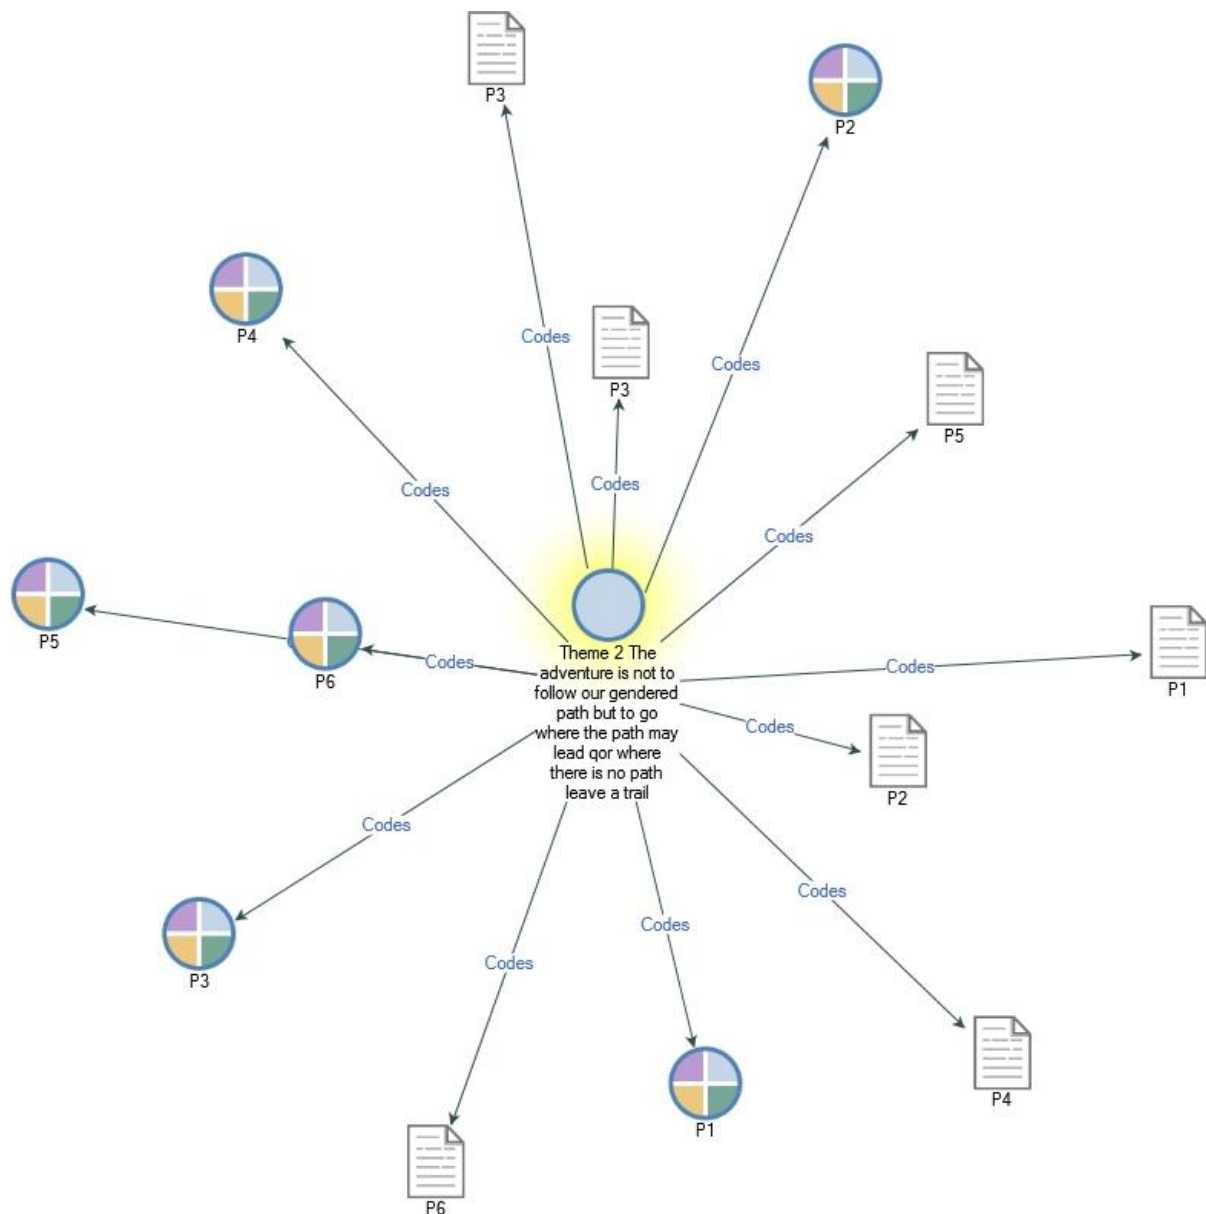 P3
P2
Codes
P4
P3
Codes
P5
Codes
Codes
Codes
Codes
P5
P6
Codes
Theme 2 The
adventure is not to
follow our gendered
path but to go
where the path may
lead qor where
there is no path
leave a trail
Codes
P1
Codes
P2
Codes
P3
Codes
Codes
Codes
P4
P1
P6